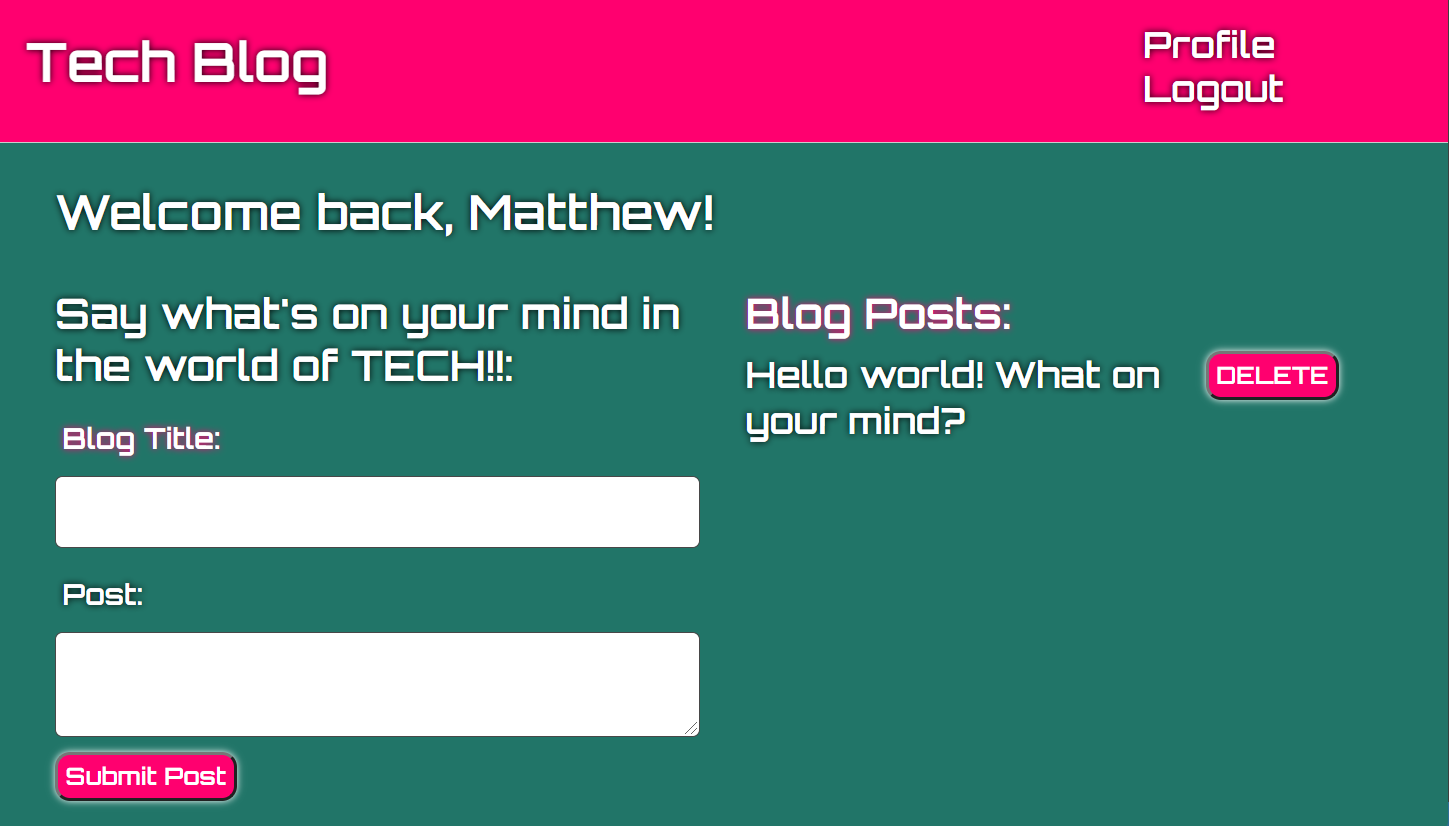 Tech Blog
Profile
Logout
Welcome back, Matthew!
Say what's on your mind in
the world of TECH!!:
Blog Title:
Post:
Submit Post
Blog Posts:
Hello world! What on
your mind?
DELETE